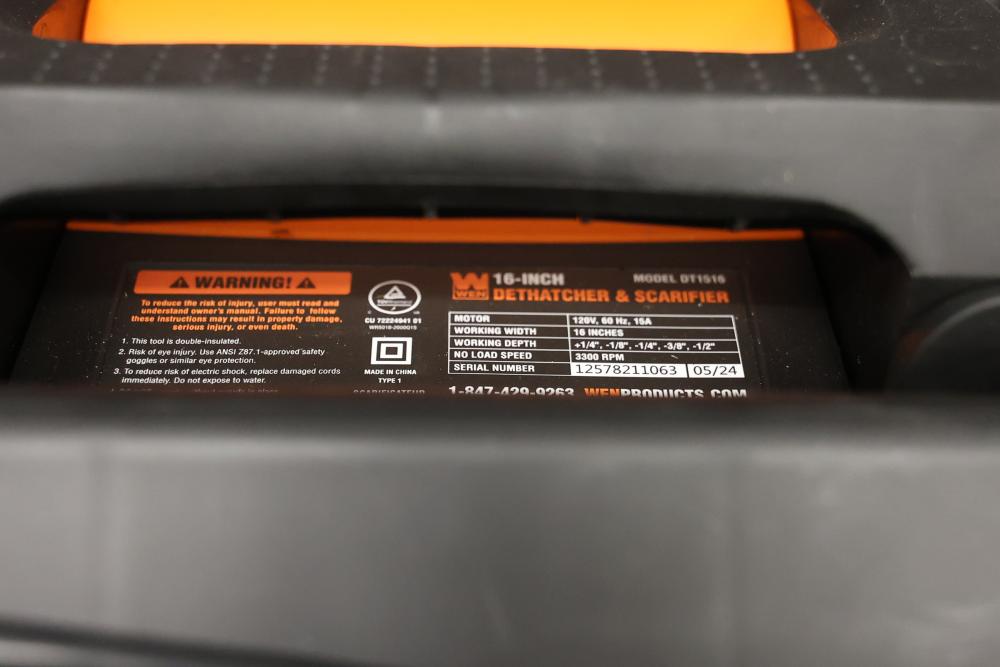 WARNING!
To reduce the risk of injury, user must read and
understand owner's manual. Failure to follow
these instructions may result in property damage,
serious injury, or even death.
1. This tool is double-insulated.
2. Risk of eye injury. Use ANSI Z87.1-approved safety
goggles or similar eye protection.
3. To reduce risk of electric shock, replace damaged cords
immediately. Do not expose to water.
CU 72224941 01
MADE IN CHINA
TYPE 1
SCARIFICATEUR
WEN
16-INCH MODEL DT1516
DETHATCHER & SCARIFIER
MOTOR 120V, 60 Hz, 15A
WORKING WIDTH 16 INCHES
WORKING DEPTH +1/4", -1/8", -1/4", -3/8", -1/2"
NO LOAD SPEED 3300 RPM
SERIAL NUMBER 12578211063 05/24
1-847-429-9263 WENPRODUCTS.COM